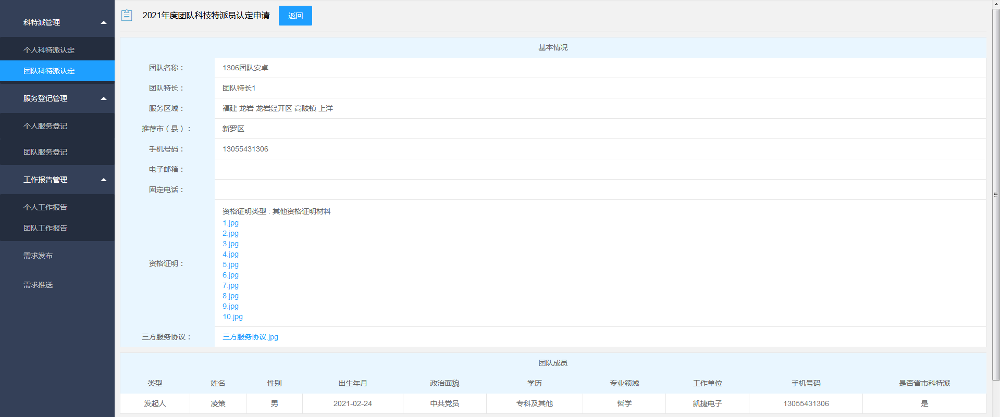 科特派管理
个人科特派认定
团队科特派认定
服务登记管理
个人服务登记
团队服务登记
工作报告管理
个人工作报告
团队工作报告
需求发布
需求推送
2021年度团队科技特派员认定申请 返回
基本情况
团队名称： 1306团队安卓
团队特长： 团队特长1
服务区域： 福建 龙岩 龙岩经开区 高陂镇 上洋
推荐市（县）： 新罗区
手机号码： 13055431306
电子邮箱：
固定电话：
资格证明：
资格证明类型 : 其他资格证明材料
1.jpg
2.jpg
3.jpg
4.jpg
5.jpg
6.jpg
7.jpg
8.jpg
9.jpg
10.jpg
三方服务协议： 三方服务协议.jpg
团队成员
类型 姓名 性别 出生年月 政治面貌 学历 专业领域 工作单位 手机号码 是否省市科特派
发起人 凌策 男 2021-02-24 中共党员 专科及其他 哲学 凯捷电子 13055431306 是